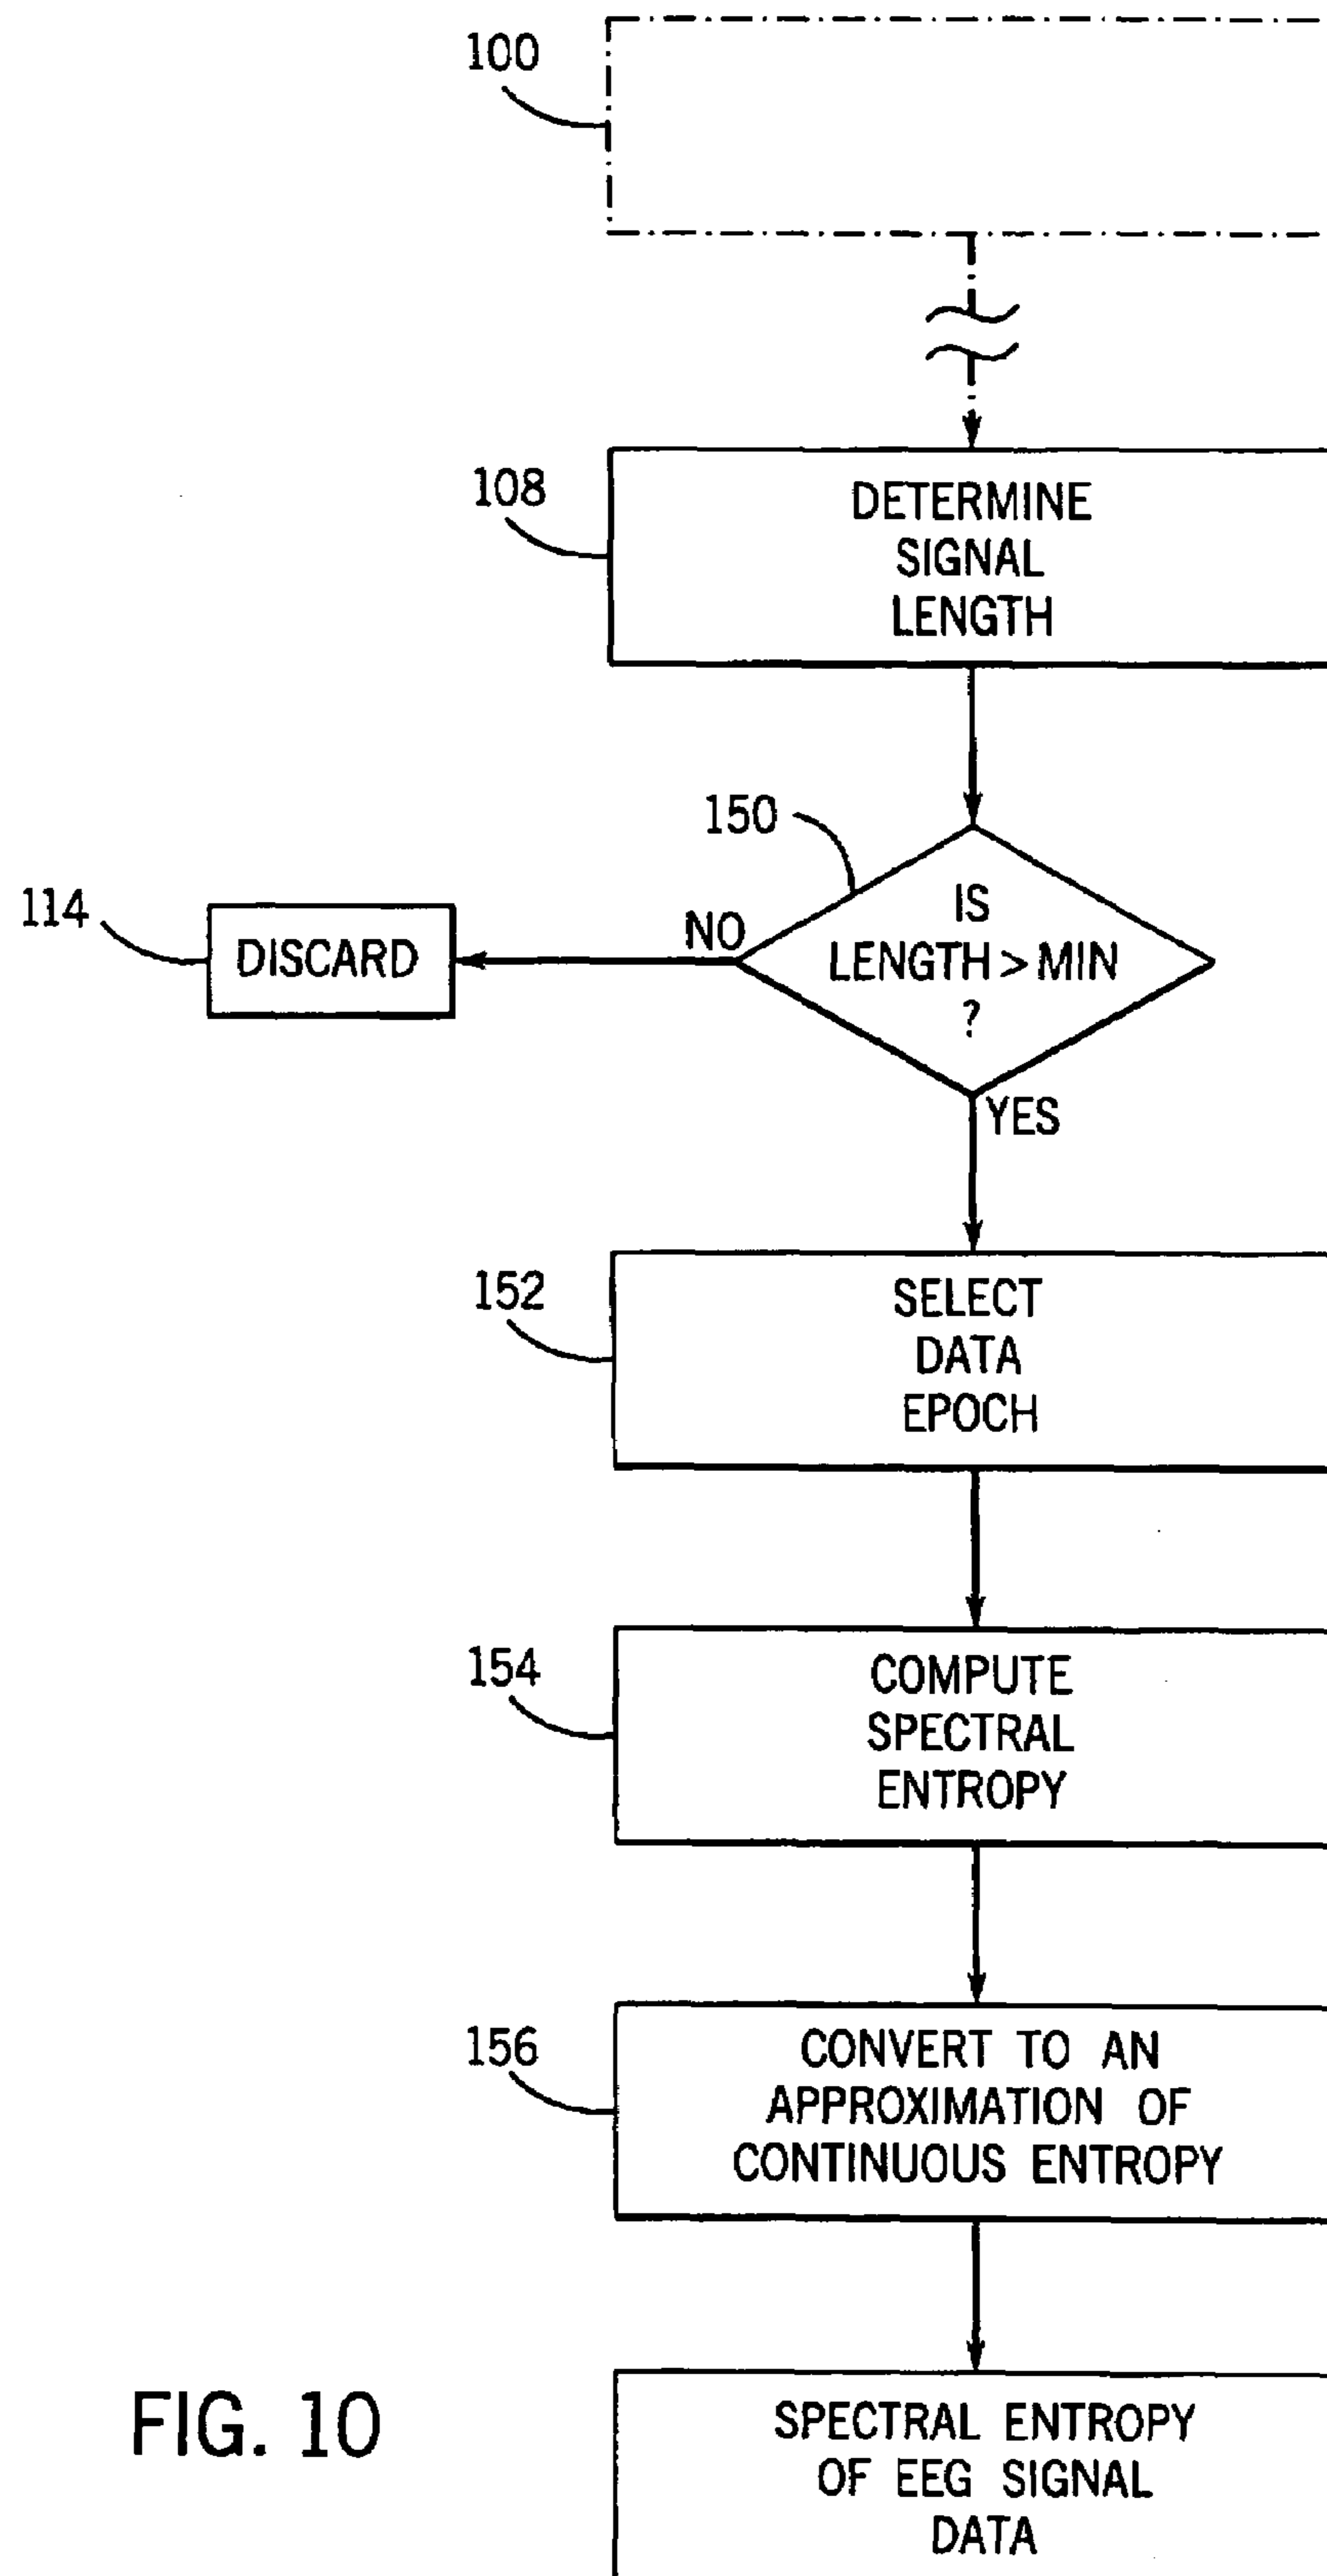 100
108
DETERMINE
SIGNAL
LENGTH
150
IS
LENGTH > MIN
?
NO
114
DISCARD
YES
152
SELECT
DATA
EPOCH
154
COMPUTE
SPECTRAL
ENTROPY
156
CONVERT TO AN
APPROXIMATION OF
CONTINUOUS ENTROPY
SPECTRAL ENTROPY
OF EEG SIGNAL
DATA
FIG. 10